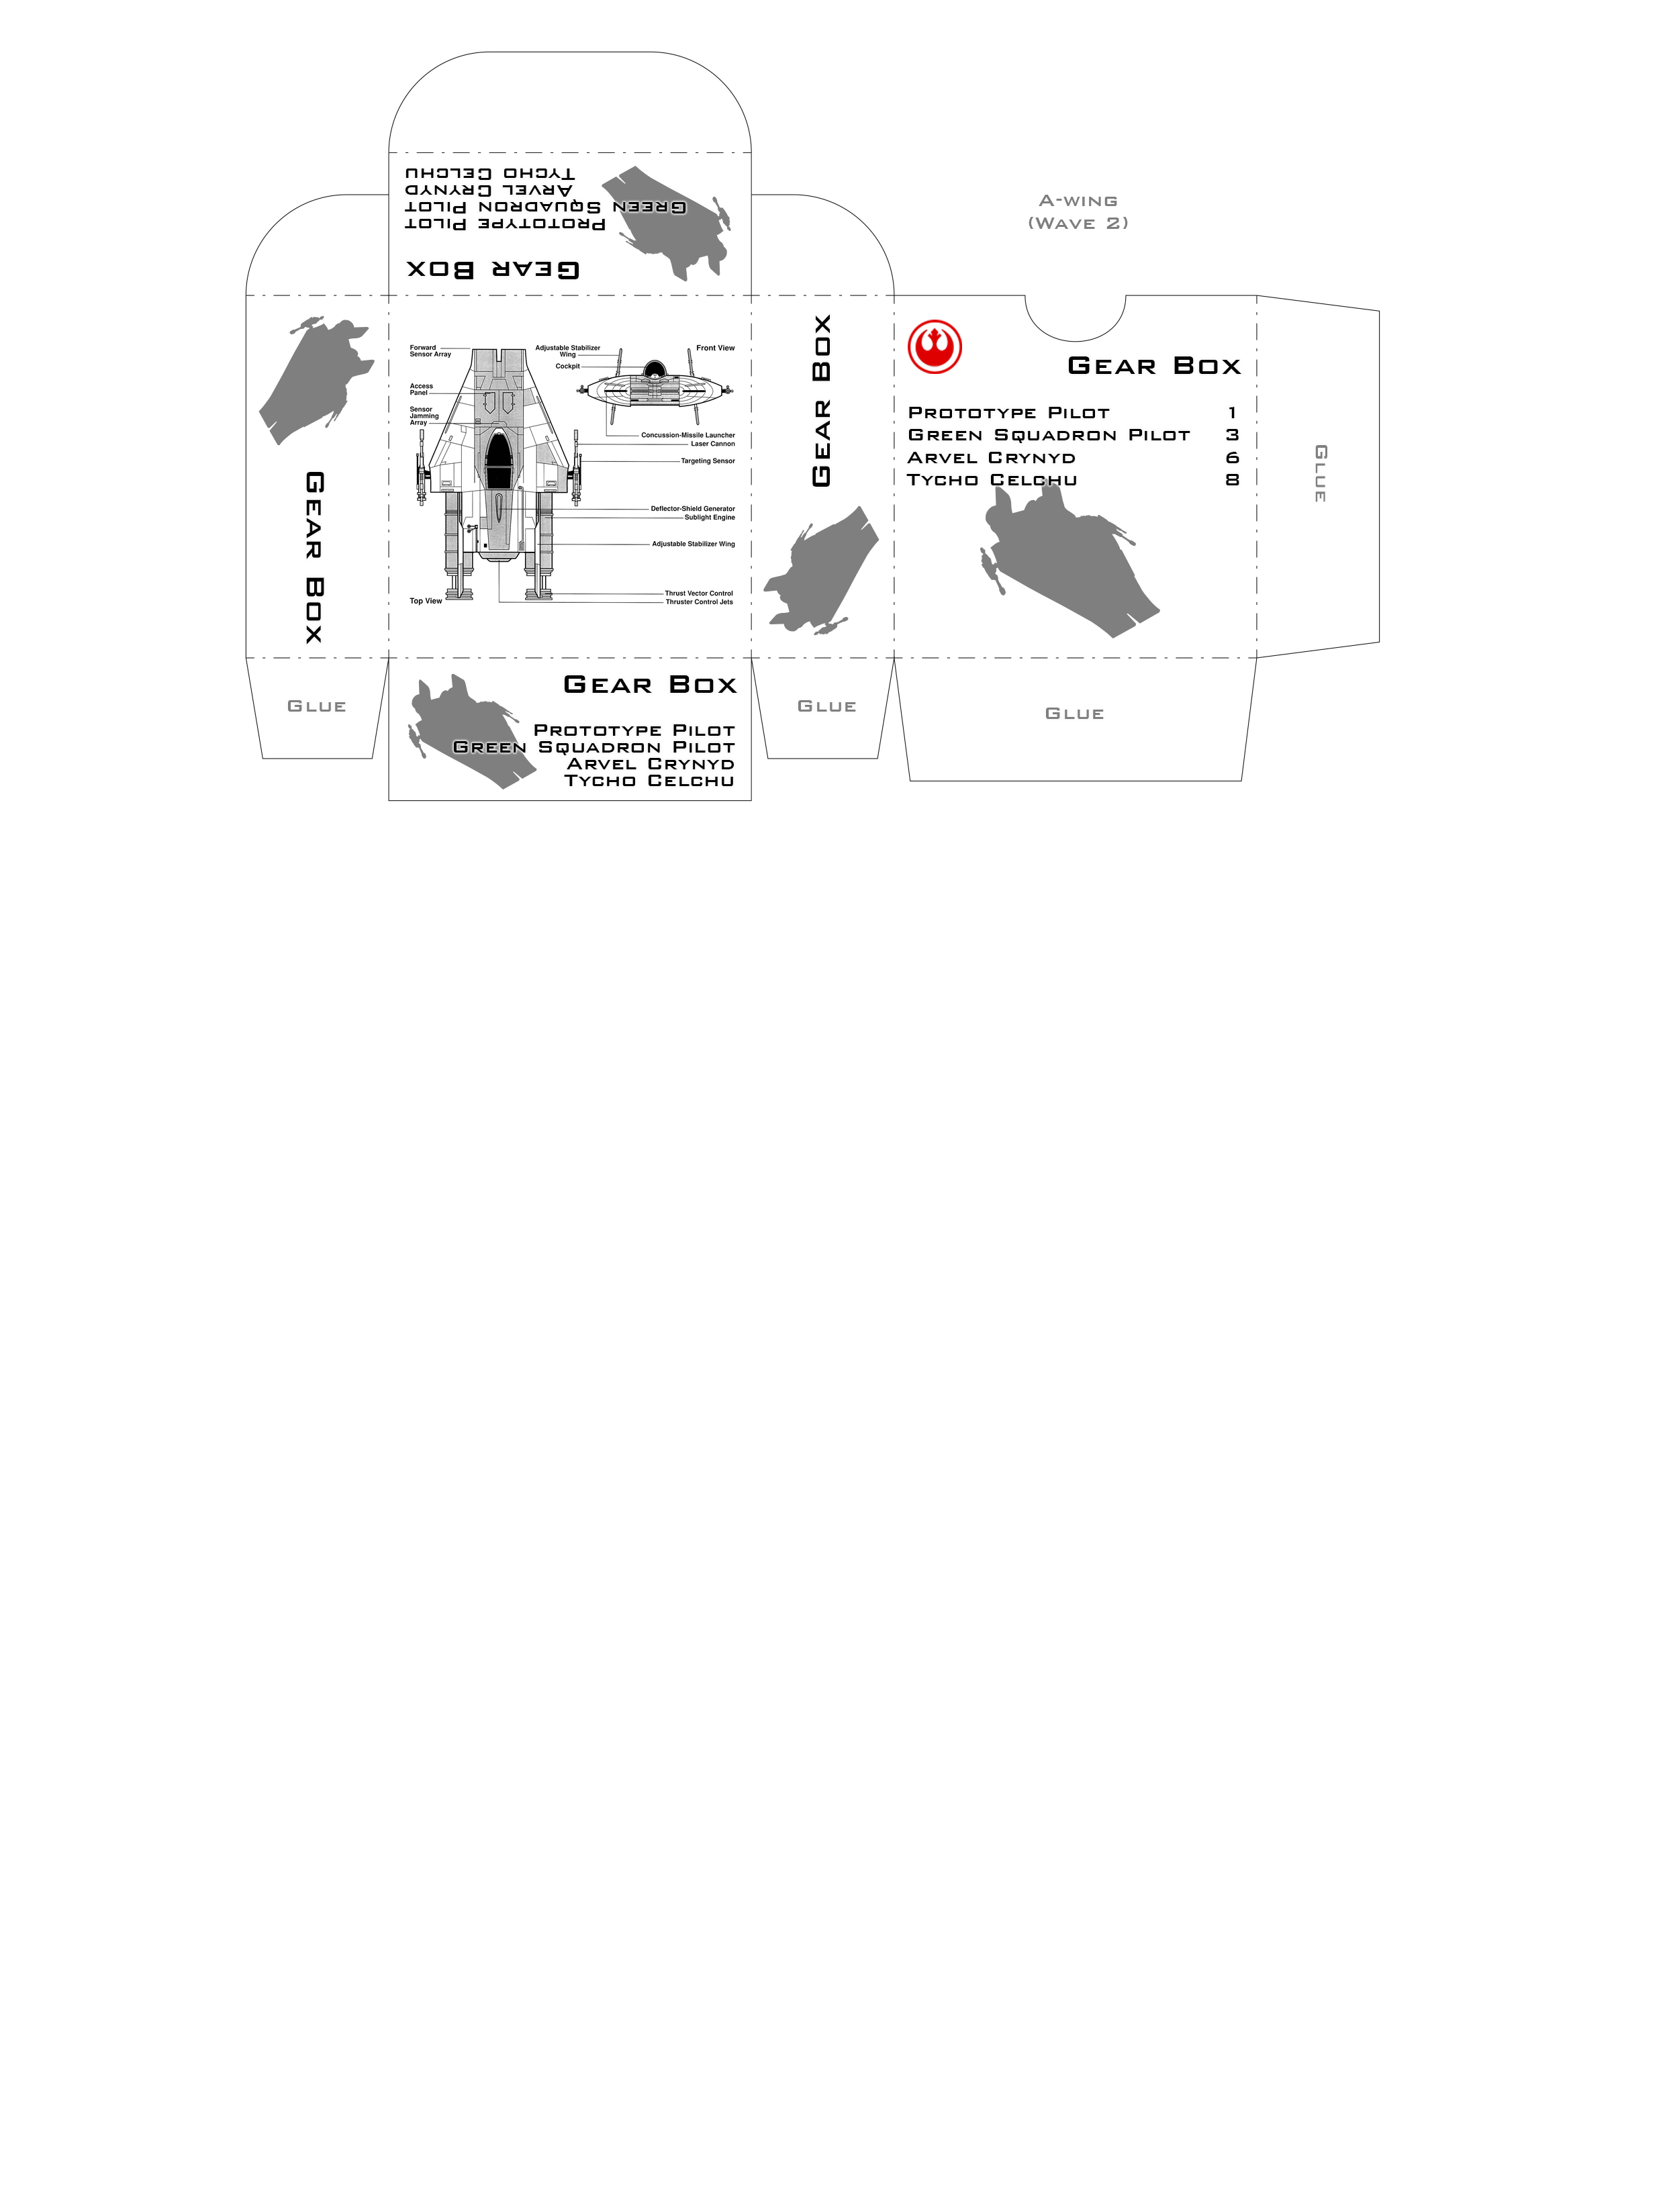 Tycho Celchu
Arvel Crynyd
Green Squadron Pilot
Prototype Pilot
Gear Box
A-wing
(Wave 2)
Gear Box
Forward
Sensor Array
Access
Panel
Sensor
Jamming
Array
Top View
Adjustable Stabilizer
Wing
Cockpit
Front View
Concussion-Missile Launcher
Laser Cannon
Targeting Sensor
Deflector-Shield Generator
Sublight Engine
Adjustable Stabilizer Wing
Thrust Vector Control
Thruster Control Jets
Gear Box
Gear Box
Prototype Pilot 1
Green Squadron Pilot 3
Arvel Crynyd 6
Tycho Celchu 8
Glue
Glue
Gear Box
Prototype Pilot
Green Squadron Pilot
Arvel Crynyd
Tycho Celchu
Glue
Glue